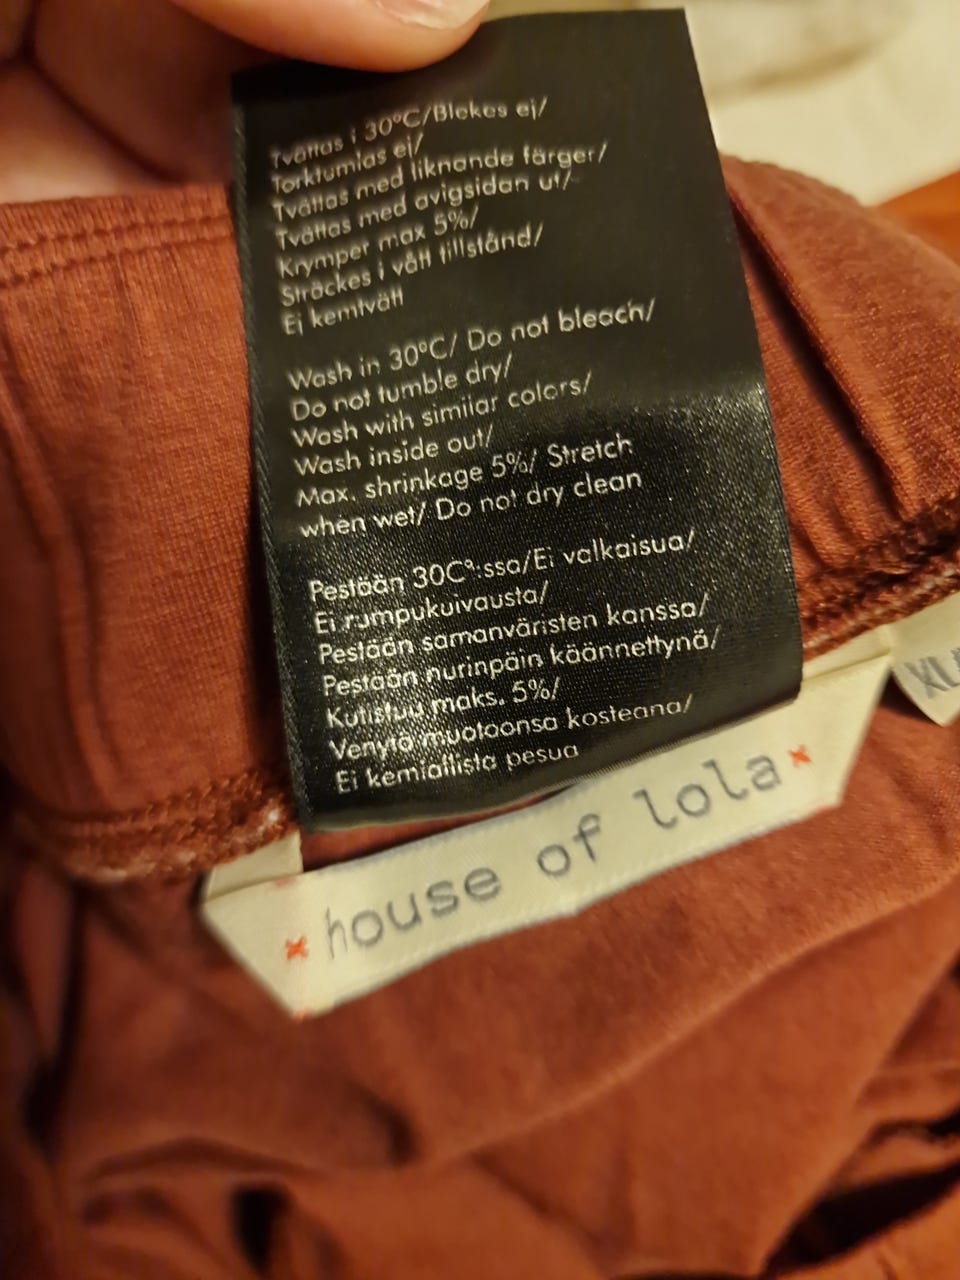 Tvättas i 30°C/Blekes ej/
Torktumlas ej/
Tvättas med liknande färger/
Tvättas med avigsidan ut/
Krymper max 5%/
Sträckes i vått tillstånd/
Ej kemtvätt
Wash in 30°C/ Do not bleach/
Do not tumble dry/
Wash with similar colors/
Wash inside out/
Max. shrinkage 5%/ Stretch
when wet/ Do not dry clean
Pestään 30Cª:ssa/Ei valkaisua/
Ei rumpukuivausta/
Pestään samanväristen kanssa/
Pestään nurinpäin käännettynä/
Kutistuu maks. 5%/
Venytä muotoonsa kosteana/
Ei kemiallista pesua
house of lola
XL